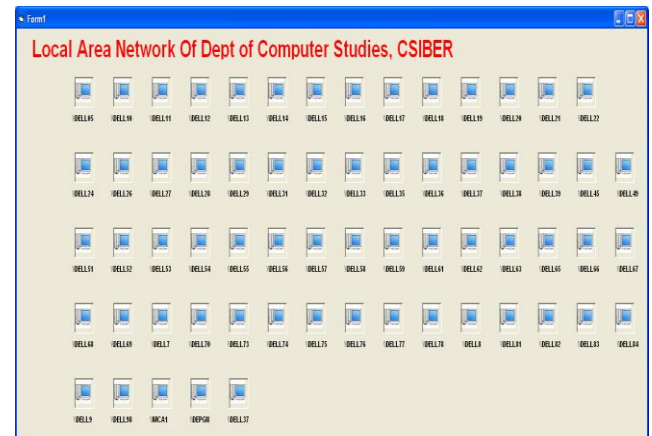 Form1
Local Area Network Of Dept of Computer Studies, CSIBER
\DELL05 \DELL10 \DELL11 \DELL12 \DELL13 \DELL14 \DELL15 \DELL16 \DELL17 \DELL18 \DELL19 \DELL20 \DELL21 \DELL22
\DELL24 \DELL26 \DELL27 \DELL28 \DELL29 \DELL31 \DELL32 \DELL33 \DELL35 \DELL36 \DELL37 \DELL38 \DELL39 \DELL45 \DELL49
\DELL51 \DELL52 \DELL53 \DELL54 \DELL55 \DELL56 \DELL57 \DELL58 \DELL59 \DELL61 \DELL62 \DELL63 \DELL65 \DELL66 \DELL67
\DELL68 \DELL69 \DELL7 \DELL70 \DELL73 \DELL74 \DELL75 \DELL76 \DELL77 \DELL78 \DELL8 \DELL81 \DELL82 \DELL83 \DELL84
\DELL9 \DELL90 \MCA1 \DELL37